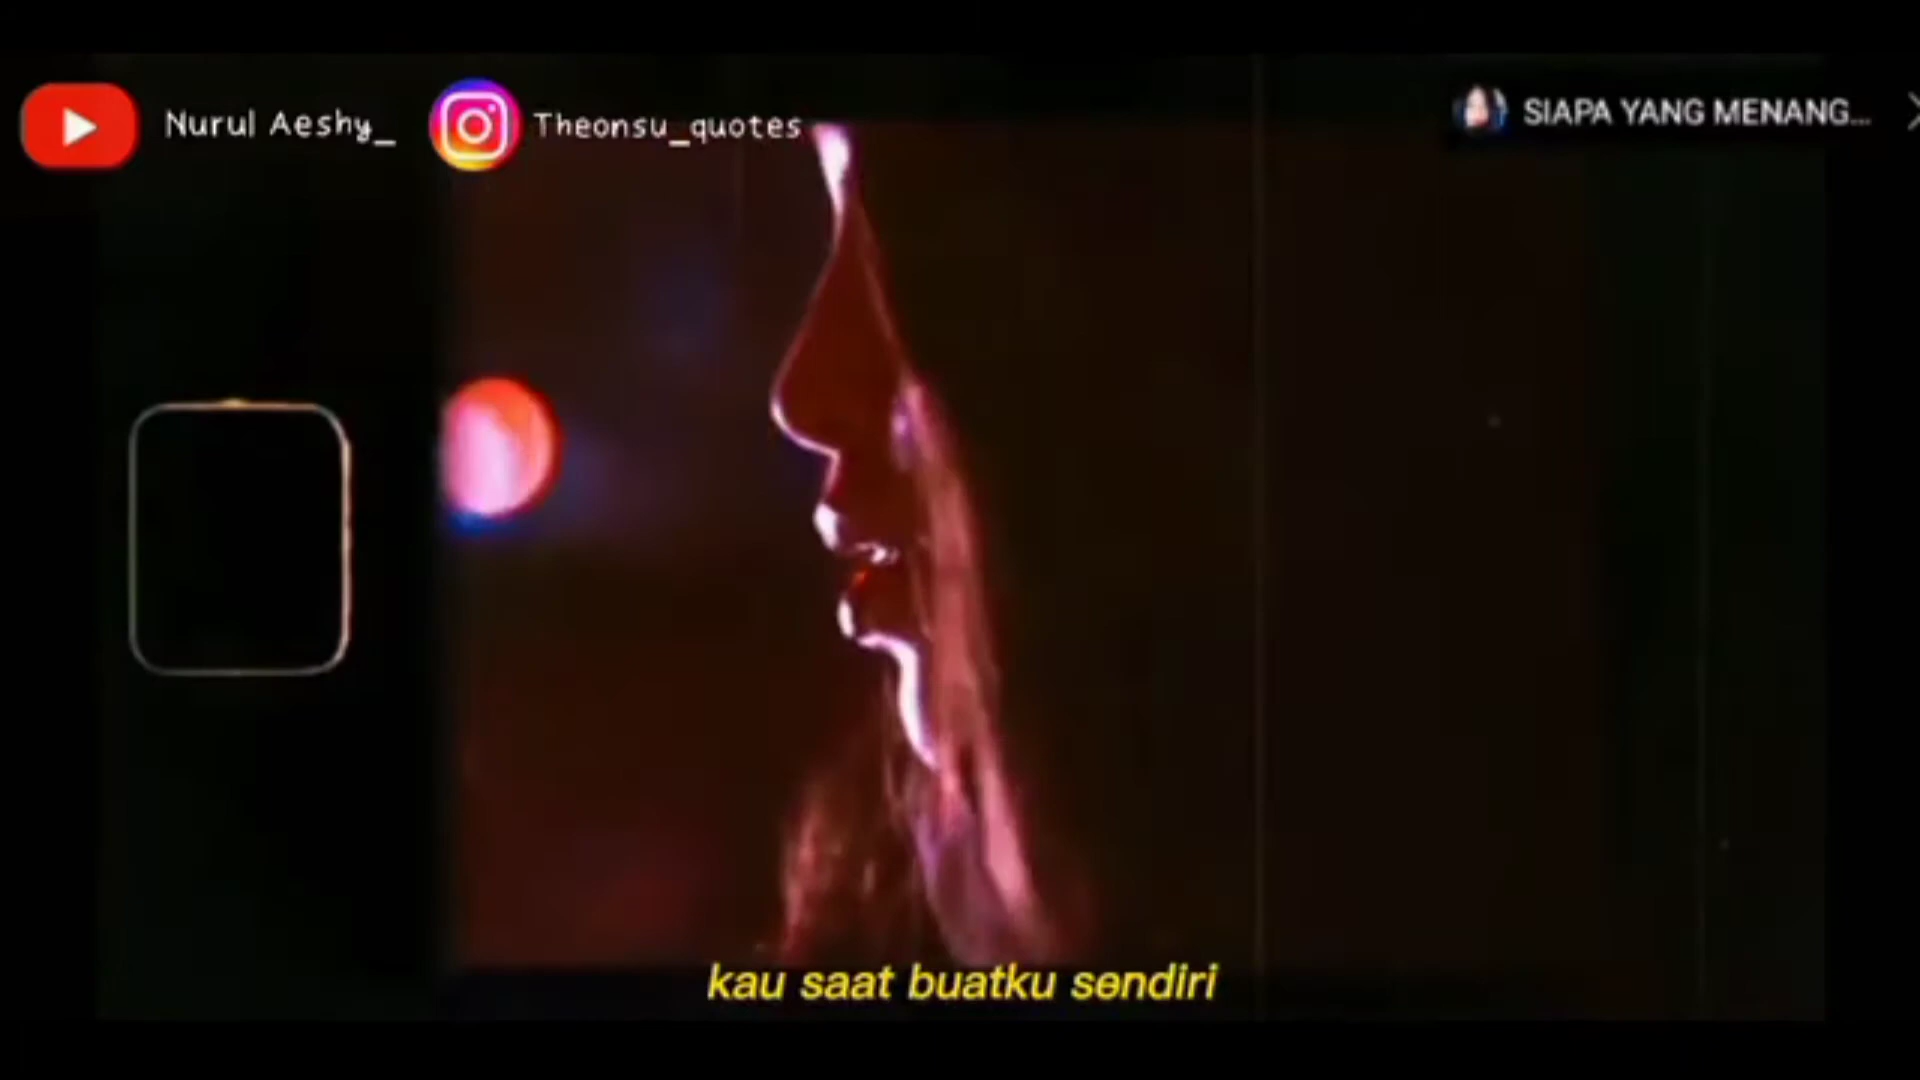 Nurul Aeshy_
Theonsu_quotes
SIAPA YANG MENANG...
kau saat buatku sendiri